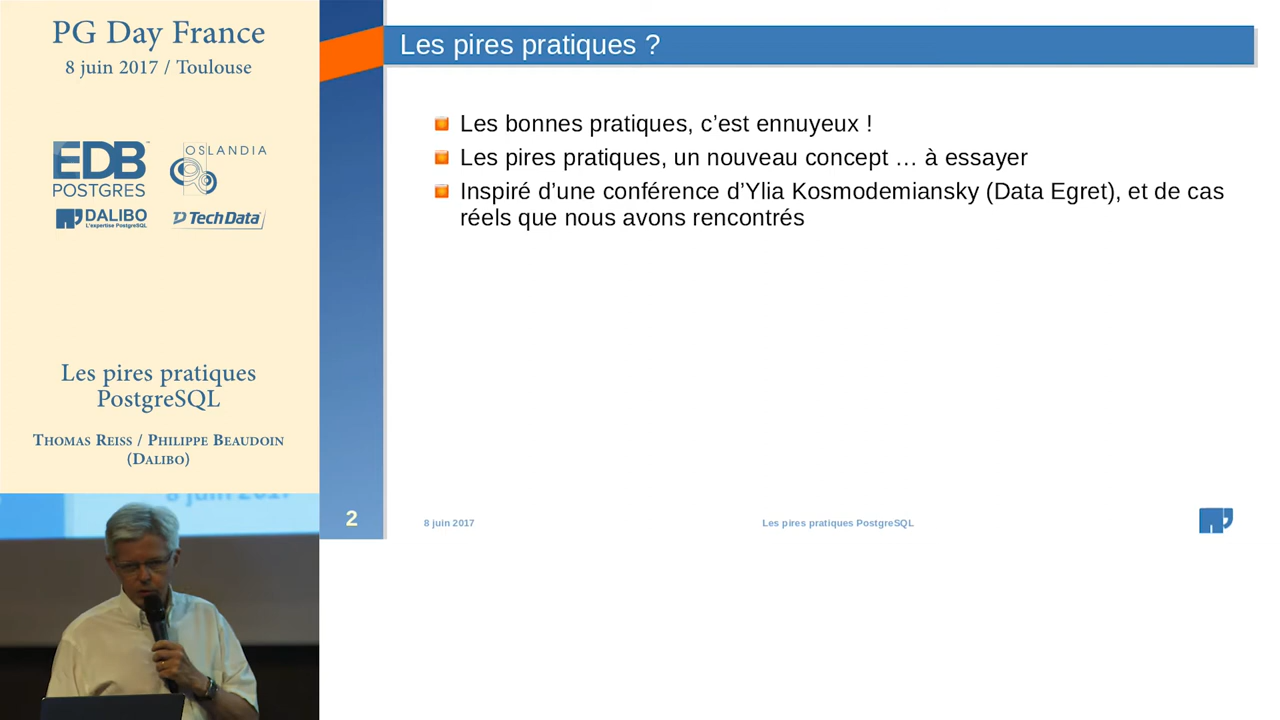 PG Day France
8 juin 2017 / Toulouse
EDB
POSTGRES
OSLANDIA
DALIBO
L'expertise PostgreSQL
TechData
Les pires pratiques
PostgreSQL
Thomas Reiss / Philippe Beaudoin
(Dalibo)
8 juin 2017
Les pires pratiques ?
Les bonnes pratiques, c’est ennuyeux !
Les pires pratiques, un nouveau concept … à essayer
Inspiré d’une conférence d’Ylia Kosmodemiansky (Data Egret), et de cas
réels que nous avons rencontrés
2
8 juin 2017
Les pires pratiques PostgreSQL